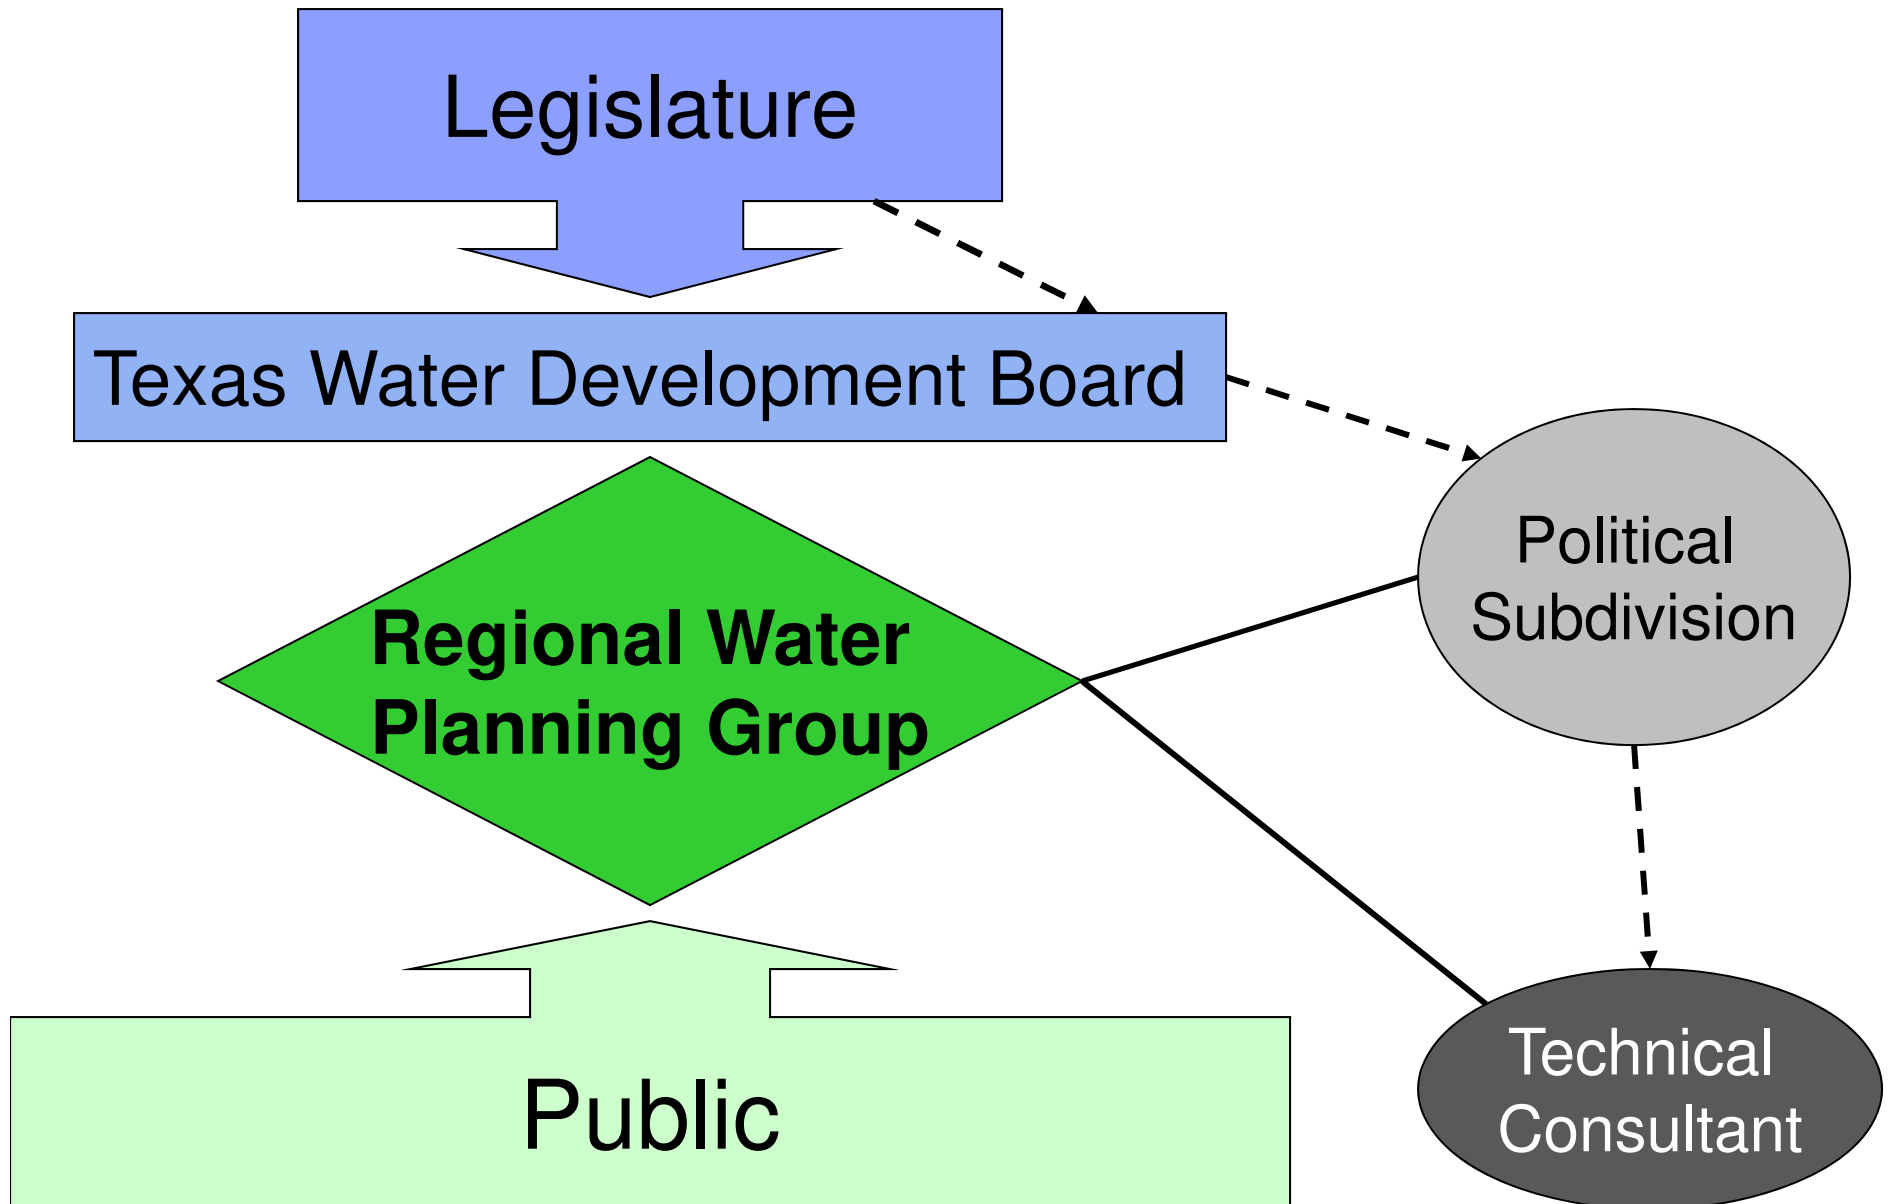 Legislature
Texas Water Development Board
Political
Subdivision
Regional Water
Planning Group
Technical
Consultant
Public